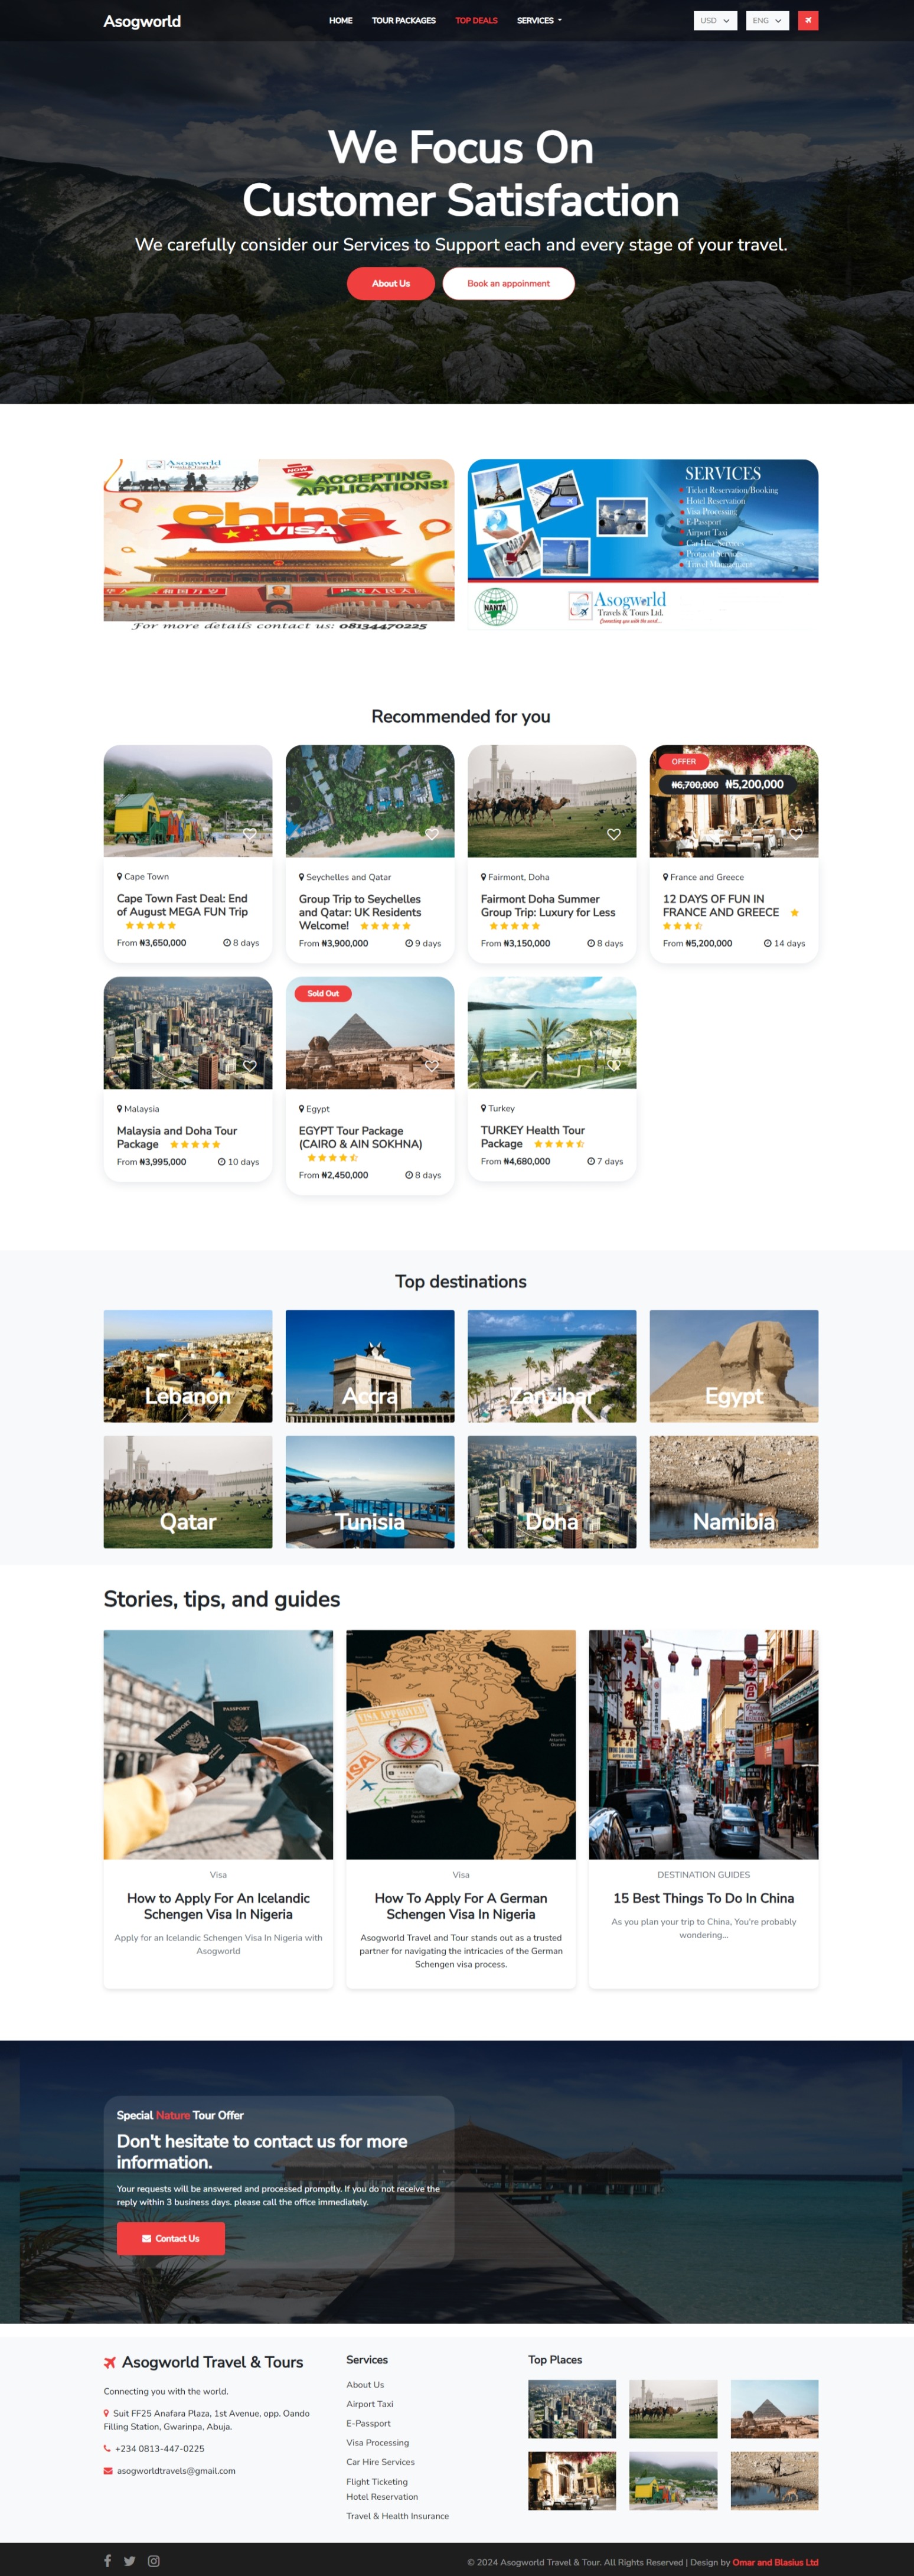 Asogworld
HOME
TOUR PACKAGES
TOP DEALS
SERVICES
USD
ENG
We Focus On
Customer Satisfaction
We carefully consider our Services to Support each and every stage of your travel.
About Us
Book an appoinment
Asogworld
NOW
ACCEPTING
APPLICATIONS!
China
VISA
For more details contact us: 08134470225
SERVICES
Ticket Reservation/Booking
Hotel Reservation
Visa Processing
E-Passport
Airport Taxi
Car Hire Services
Protocol Services
Travel Management
NANTA
Asogworld
Travels & Tours Ltd.
Connecting you with the world...
Recommended for you
Cape Town
Cape Town Fast Deal: End
of August MEGA FUN Trip
From ₦3,650,000
8 days
Seychelles and Qatar
Group Trip to Seychelles
and Qatar: UK Residents
Welcome!
From ₦3,900,000
9 days
Fairmont, Doha
Fairmont Doha Summer
Group Trip: Luxury for Less
From ₦3,150,000
8 days
OFFER
₦6,700,000 ₦5,200,000
France and Greece
12 DAYS OF FUN IN
FRANCE AND GREECE
From ₦5,200,000
14 days
Malaysia
Malaysia and Doha Tour
Package
From ₦3,995,000
10 days
Sold Out
Egypt
EGYPT Tour Package
(CAIRO & AIN SOKHNA)
From ₦2,450,000
8 days
Turkey
TURKEY Health Tour
Package
From ₦4,680,000
7 days
Top destinations
Lebanon
Accra
Zanzibar
Egypt
Qatar
Tunisia
Doha
Namibia
Stories, tips, and guides
PASSPORT
PASSPORT
Visa
How to Apply For An Icelandic
Schengen Visa In Nigeria
Apply for an Icelandic Schengen Visa In Nigeria with
Asogworld
Canada
VISA APPROVED
North
Atlantic
Ocean
South
Pacific
Ocean
Brazil
Visa
How To Apply For A German
Schengen Visa In Nigeria
Asogworld Travel and Tour stands out as a trusted
partner for navigating the intricacies of the German
Schengen visa process.
DESTINATION GUIDES
15 Best Things To Do In China
As you plan your trip to China, You're probably
wondering...
Special Nature Tour Offer
Don't hesitate to contact us for more
information.
Your requests will be answered and processed promptly. If you do not receive the
reply within 3 business days. please call the office immediately.
Contact Us
Asogworld Travel & Tours
Connecting you with the world.
Suit FF25 Anafara Plaza, 1st Avenue, opp. Oando
Filling Station, Gwarinpa, Abuja.
+234 0813-447-0225
asogworldtravels@gmail.com
Services
About Us
Airport Taxi
E-Passport
Visa Processing
Car Hire Services
Flight Ticketing
Hotel Reservation
Travel & Health Insurance
Top Places
© 2024 Asogworld Travel & Tour. All Rights Reserved | Design by Omar and Blasius Ltd